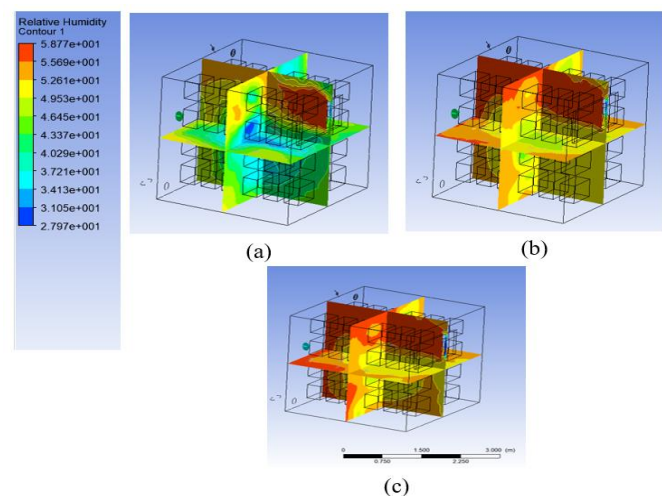 Relative Humidity
Contour 1
5.877e+001
5.569e+001
5.261e+001
4.953e+001
4.645e+001
4.337e+001
4.029e+001
3.721e+001
3.413e+001
3.105e+001
2.797e+001
(a)
(b)
0 1.500 3.000 (m)
0.750 2.250
(c)